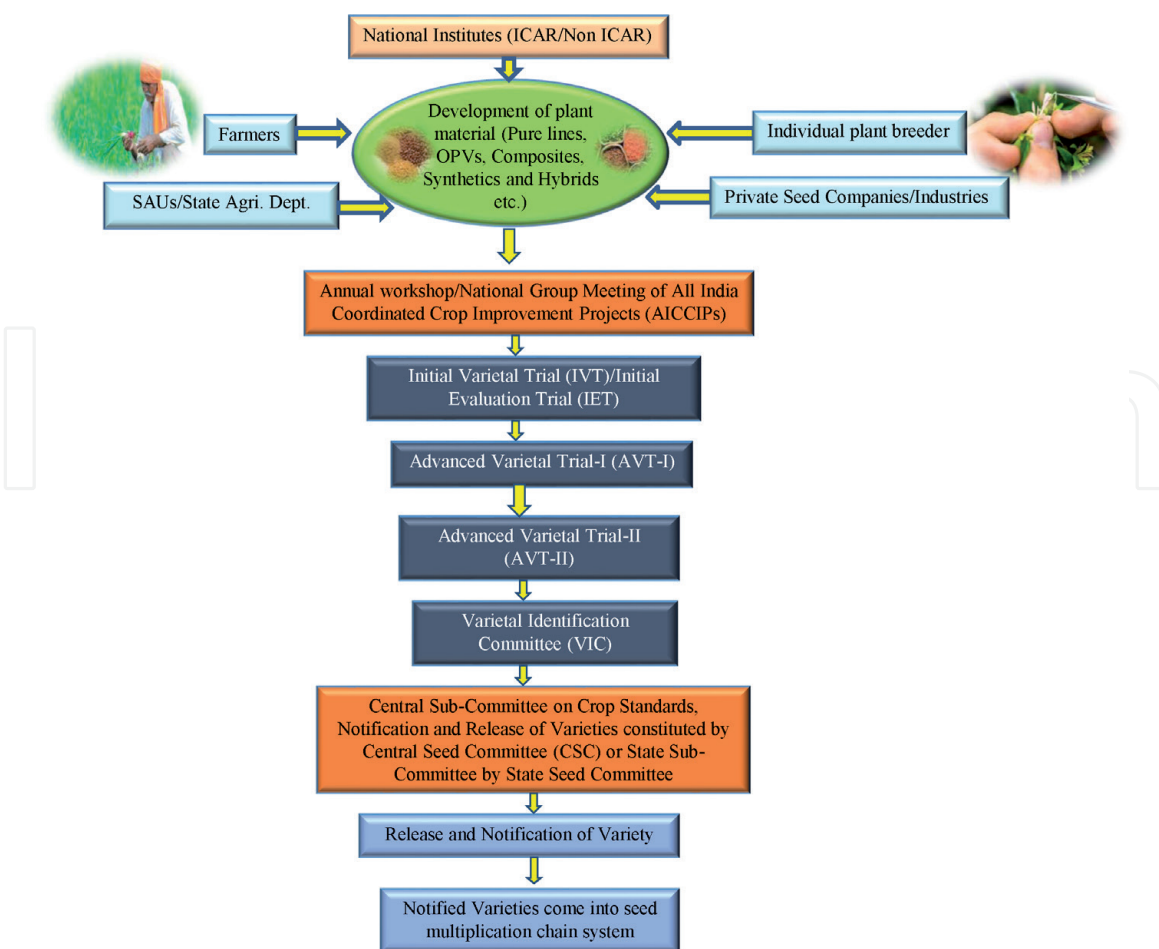 National Institutes (ICAR/Non ICAR)
Development of plant
material (Pure lines,
OPVs, Composites,
Synthetics and Hybrids
etc.)
Farmers
Individual plant breeder
SAUs/State Agri. Dept.
Private Seed Companies/Industries
Annual workshop/National Group Meeting of All India
Coordinated Crop Improvement Projects (AICCIPs)
Initial Varietal Trial (IVT)/Initial
Evaluation Trial (IET)
Advanced Varietal Trial-I (AVT-I)
Advanced Varietal Trial-II
(AVT-II)
Varietal Identification
Committee (VIC)
Central Sub-Committee on Crop Standards,
Notification and Release of Varieties constituted by
Central Seed Committee (CSC) or State Sub-
Committee by State Seed Committee
Release and Notification of Variety
Notified Varieties come into seed
multiplication chain system